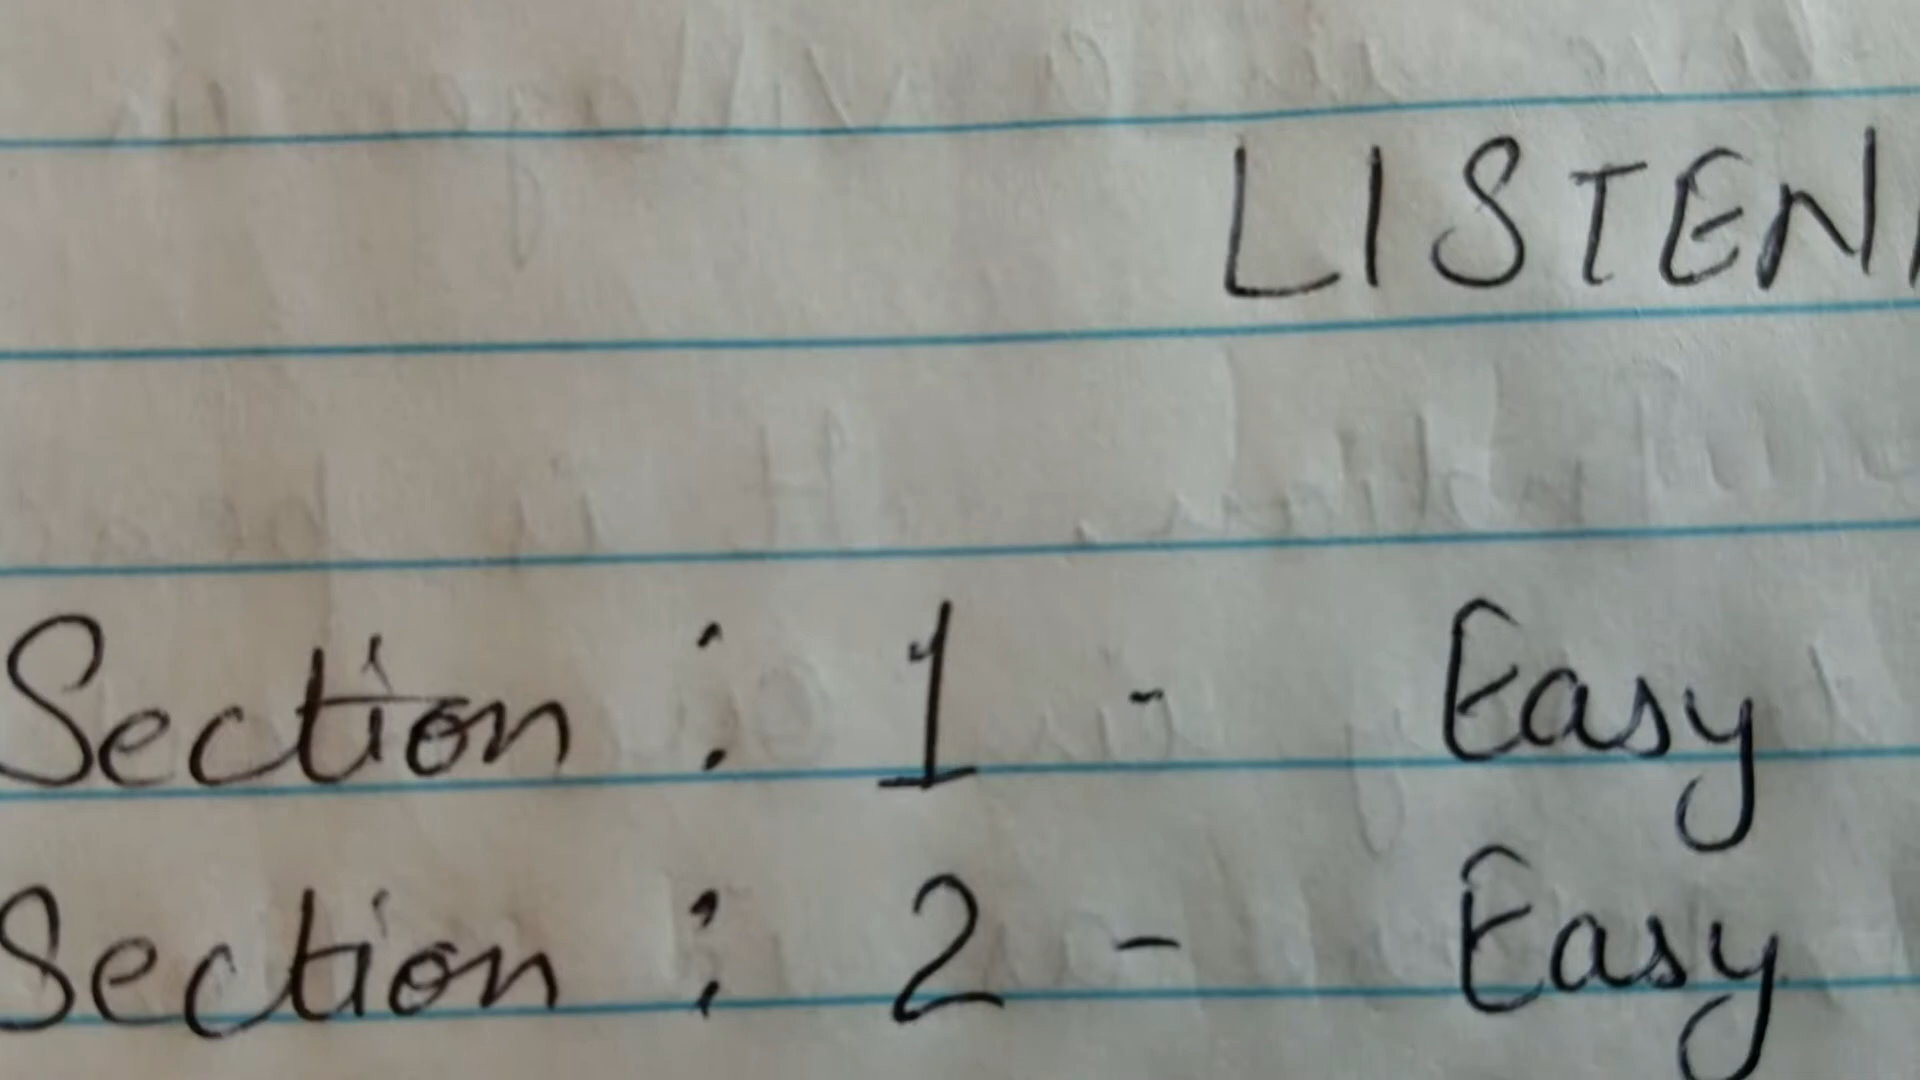 LISTEN
Section : 1 - Easy
Section : 2 - Easy